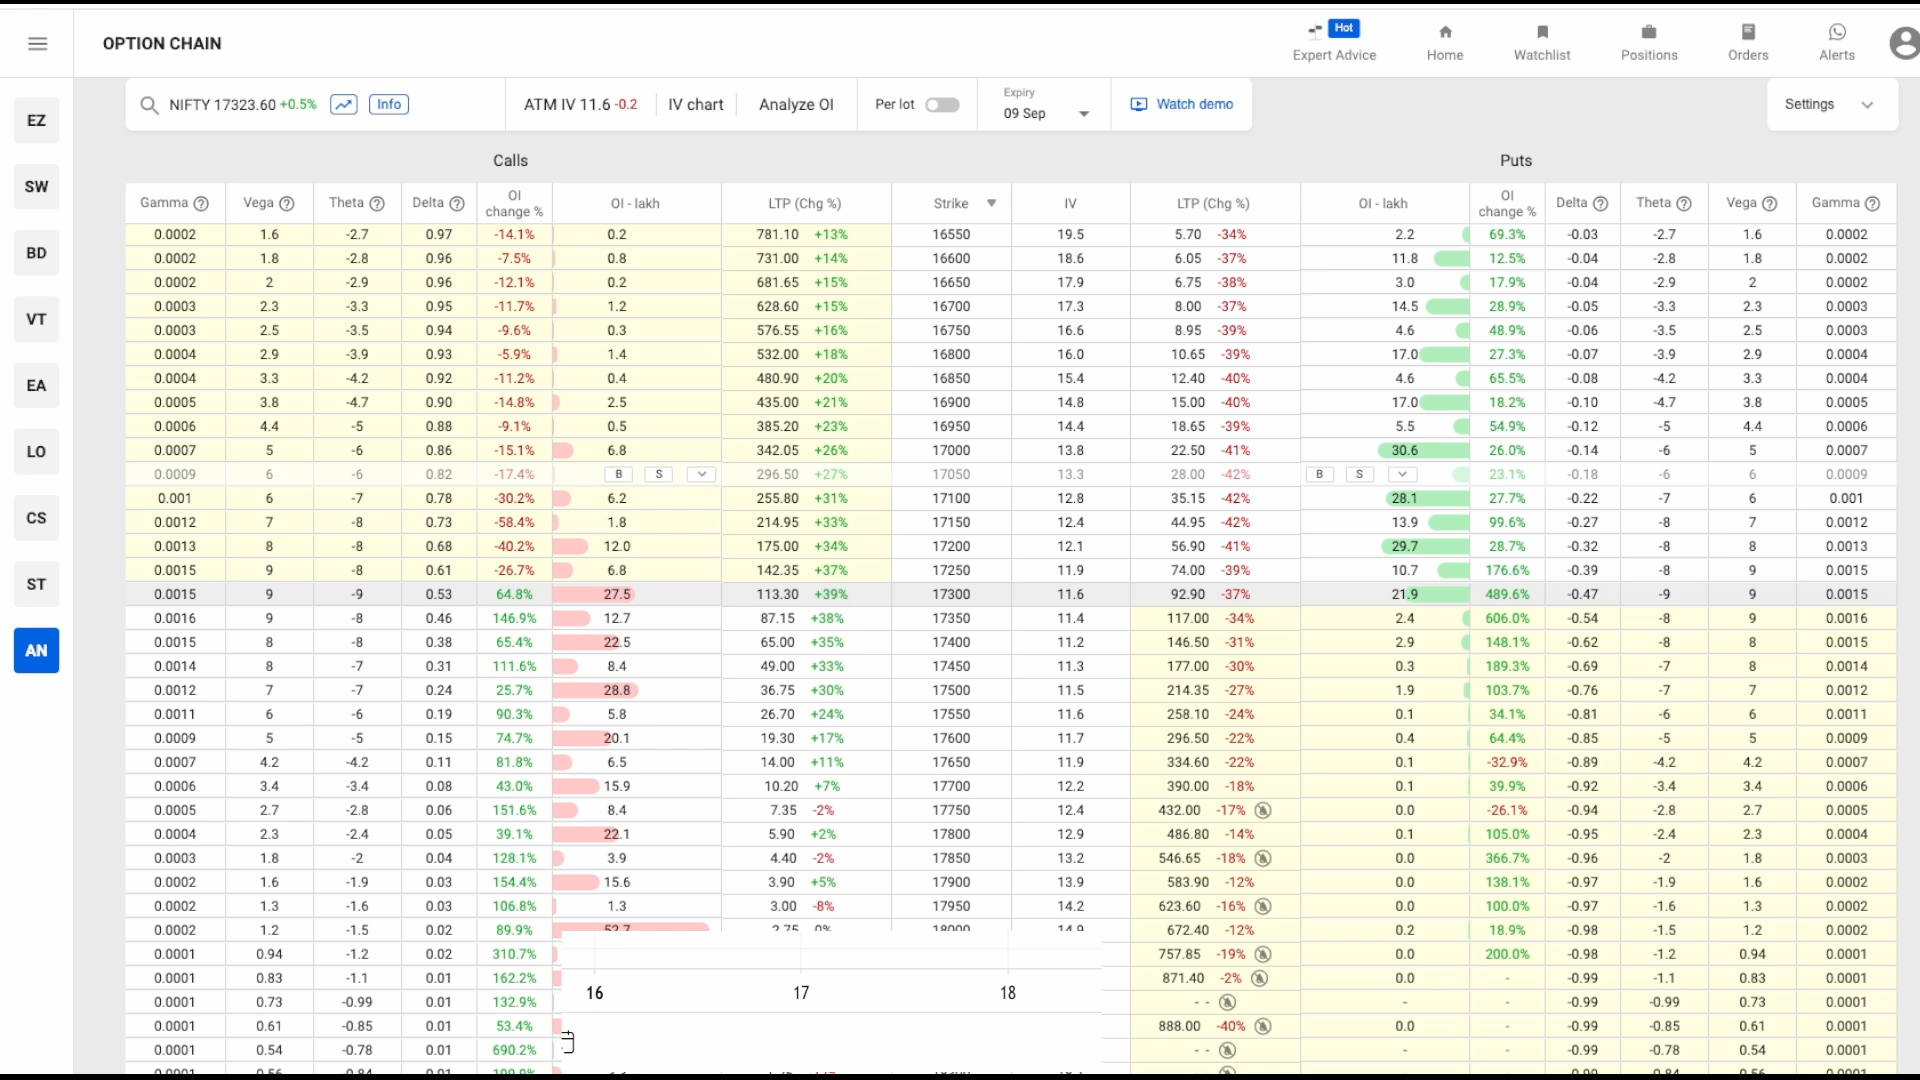 OPTION CHAIN
Hot
Expert Advice Home Watchlist Positions Orders Alerts
EZ
SW
BD
VT
EA
LO
CS
ST
AN
NIFTY 17323.60 +0.5% Info ATM IV 11.6 -0.2 IV chart Analyze OI Per lot Expiry 09 Sep Watch demo Settings
Calls Puts
Gamma Vega Theta Delta OI change % OI - lakh LTP (Chg %) Strike IV LTP (Chg %) OI - lakh OI change % Delta Theta Vega Gamma
0.0002 1.6 -2.7 0.97 -14.1% 0.2 781.10 +13% 16550 19.5 5.70 -34% 2.2 69.3% -0.03 -2.7 1.6 0.0002
0.0002 1.8 -2.8 0.96 -7.5% 0.8 731.00 +14% 16600 18.6 6.05 -37% 11.8 12.5% -0.04 -2.8 1.8 0.0002
0.0002 2 -2.9 0.96 -12.1% 0.2 681.65 +15% 16650 17.9 6.75 -38% 3.0 17.9% -0.04 -2.9 2 0.0002
0.0003 2.3 -3.3 0.95 -11.7% 1.2 628.60 +15% 16700 17.3 8.00 -37% 14.5 28.9% -0.05 -3.3 2.3 0.0003
0.0003 2.5 -3.5 0.94 -9.6% 0.3 576.55 +16% 16750 16.6 8.95 -39% 4.6 48.9% -0.06 -3.5 2.5 0.0003
0.0004 2.9 -3.9 0.93 -5.9% 1.4 532.00 +18% 16800 16.0 10.65 -39% 17.0 27.3% -0.07 -3.9 2.9 0.0004
0.0004 3.3 -4.2 0.92 -11.2% 0.4 480.90 +20% 16850 15.4 12.40 -40% 4.6 65.5% -0.08 -4.2 3.3 0.0004
0.0005 3.8 -4.7 0.90 -14.8% 2.5 435.00 +21% 16900 14.8 15.00 -40% 17.0 18.2% -0.10 -4.7 3.8 0.0005
0.0006 4.4 -5 0.88 -9.1% 0.5 385.20 +23% 16950 14.4 18.65 -39% 5.5 54.9% -0.12 -5 4.4 0.0006
0.0007 5 -6 0.86 -15.1% 6.8 342.05 +26% 17000 13.8 22.50 -41% 30.6 26.0% -0.14 -6 5 0.0007
0.0009 6 -6 0.82 -17.4% B S 296.50 +27% 17050 13.3 28.00 -42% B S 23.1% -0.18 -6 6 0.0009
0.001 6 -7 0.78 -30.2% 6.2 255.80 +31% 17100 12.8 35.15 -42% 28.1 27.7% -0.22 -7 6 0.001
0.0012 7 -8 0.73 -58.4% 1.8 214.95 +33% 17150 12.4 44.95 -42% 13.9 99.6% -0.27 -8 7 0.0012
0.0013 8 -8 0.68 -40.2% 12.0 175.00 +34% 17200 12.1 56.90 -41% 29.7 28.7% -0.32 -8 8 0.0013
0.0015 9 -8 0.61 -26.7% 6.8 142.35 +37% 17250 11.9 74.00 -39% 10.7 176.6% -0.39 -8 9 0.0015
0.0015 9 -9 0.53 64.8% 27.5 113.30 +39% 17300 11.6 92.90 -37% 21.9 489.6% -0.47 -9 9 0.0015
0.0016 9 -8 0.46 146.9% 12.7 87.15 +38% 17350 11.4 117.00 -34% 2.4 606.0% -0.54 -8 9 0.0016
0.0015 8 -8 0.38 65.4% 22.5 65.00 +35% 17400 11.2 146.50 -31% 2.9 148.1% -0.62 -8 8 0.0015
0.0014 8 -7 0.31 111.6% 8.4 49.00 +33% 17450 11.3 177.00 -30% 0.3 189.3% -0.69 -7 8 0.0014
0.0012 7 -7 0.24 25.7% 28.8 36.75 +30% 17500 11.5 214.35 -27% 1.9 103.7% -0.76 -7 7 0.0012
0.0011 6 -6 0.19 90.3% 5.8 26.70 +24% 17550 11.6 258.10 -24% 0.1 34.1% -0.81 -6 6 0.0011
0.0009 5 -5 0.15 74.7% 20.1 19.30 +17% 17600 11.7 296.50 -22% 0.4 64.4% -0.85 -5 5 0.0009
0.0007 4.2 -4.2 0.11 81.8% 6.5 14.00 +11% 17650 11.9 334.60 -22% 0.1 -32.9% -0.89 -4.2 4.2 0.0007
0.0006 3.4 -3.4 0.08 43.0% 15.9 10.20 +7% 17700 12.2 390.00 -18% 0.1 39.9% -0.92 -3.4 3.4 0.0006
0.0005 2.7 -2.8 0.06 151.6% 8.4 7.35 -2% 17750 12.4 432.00 -17% 0.0 -26.1% -0.94 -2.8 2.7 0.0005
0.0004 2.3 -2.4 0.05 39.1% 22.1 5.90 +2% 17800 12.9 486.80 -14% 0.1 105.0% -0.95 -2.4 2.3 0.0004
0.0003 1.8 -2 0.04 128.1% 3.9 4.40 -2% 17850 13.2 546.65 -18% 0.0 366.7% -0.96 -2 1.8 0.0003
0.0002 1.6 -1.9 0.03 154.4% 15.6 3.90 +5% 17900 13.9 583.90 -12% 0.0 138.1% -0.97 -1.9 1.6 0.0002
0.0002 1.3 -1.6 0.03 106.8% 1.3 3.00 -8% 17950 14.2 623.60 -16% 0.0 100.0% -0.97 -1.6 1.3 0.0002
0.0002 1.2 -1.5 0.02 89.9% 52.7 2.75 0% 18000 14.9 672.40 -12% 0.2 18.9% -0.98 -1.5 1.2 0.0002
0.0001 0.94 -1.2 0.02 310.7% 757.85 -19% 0.0 200.0% -0.98 -1.2 0.94 0.0001
0.0001 0.83 -1.1 0.01 162.2% 871.40 -2% 0.0 - -0.99 -1.1 0.83 0.0001
16 17 18
0.0001 0.73 -0.99 0.01 132.9% - - - - -0.99 -0.99 0.73 0.0001
0.0001 0.61 -0.85 0.01 53.4% 888.00 -40% 0.0 - -0.99 -0.85 0.61 0.0001
0.0001 0.54 -0.78 0.01 690.2% - - - - -0.99 -0.78 0.54 0.0001